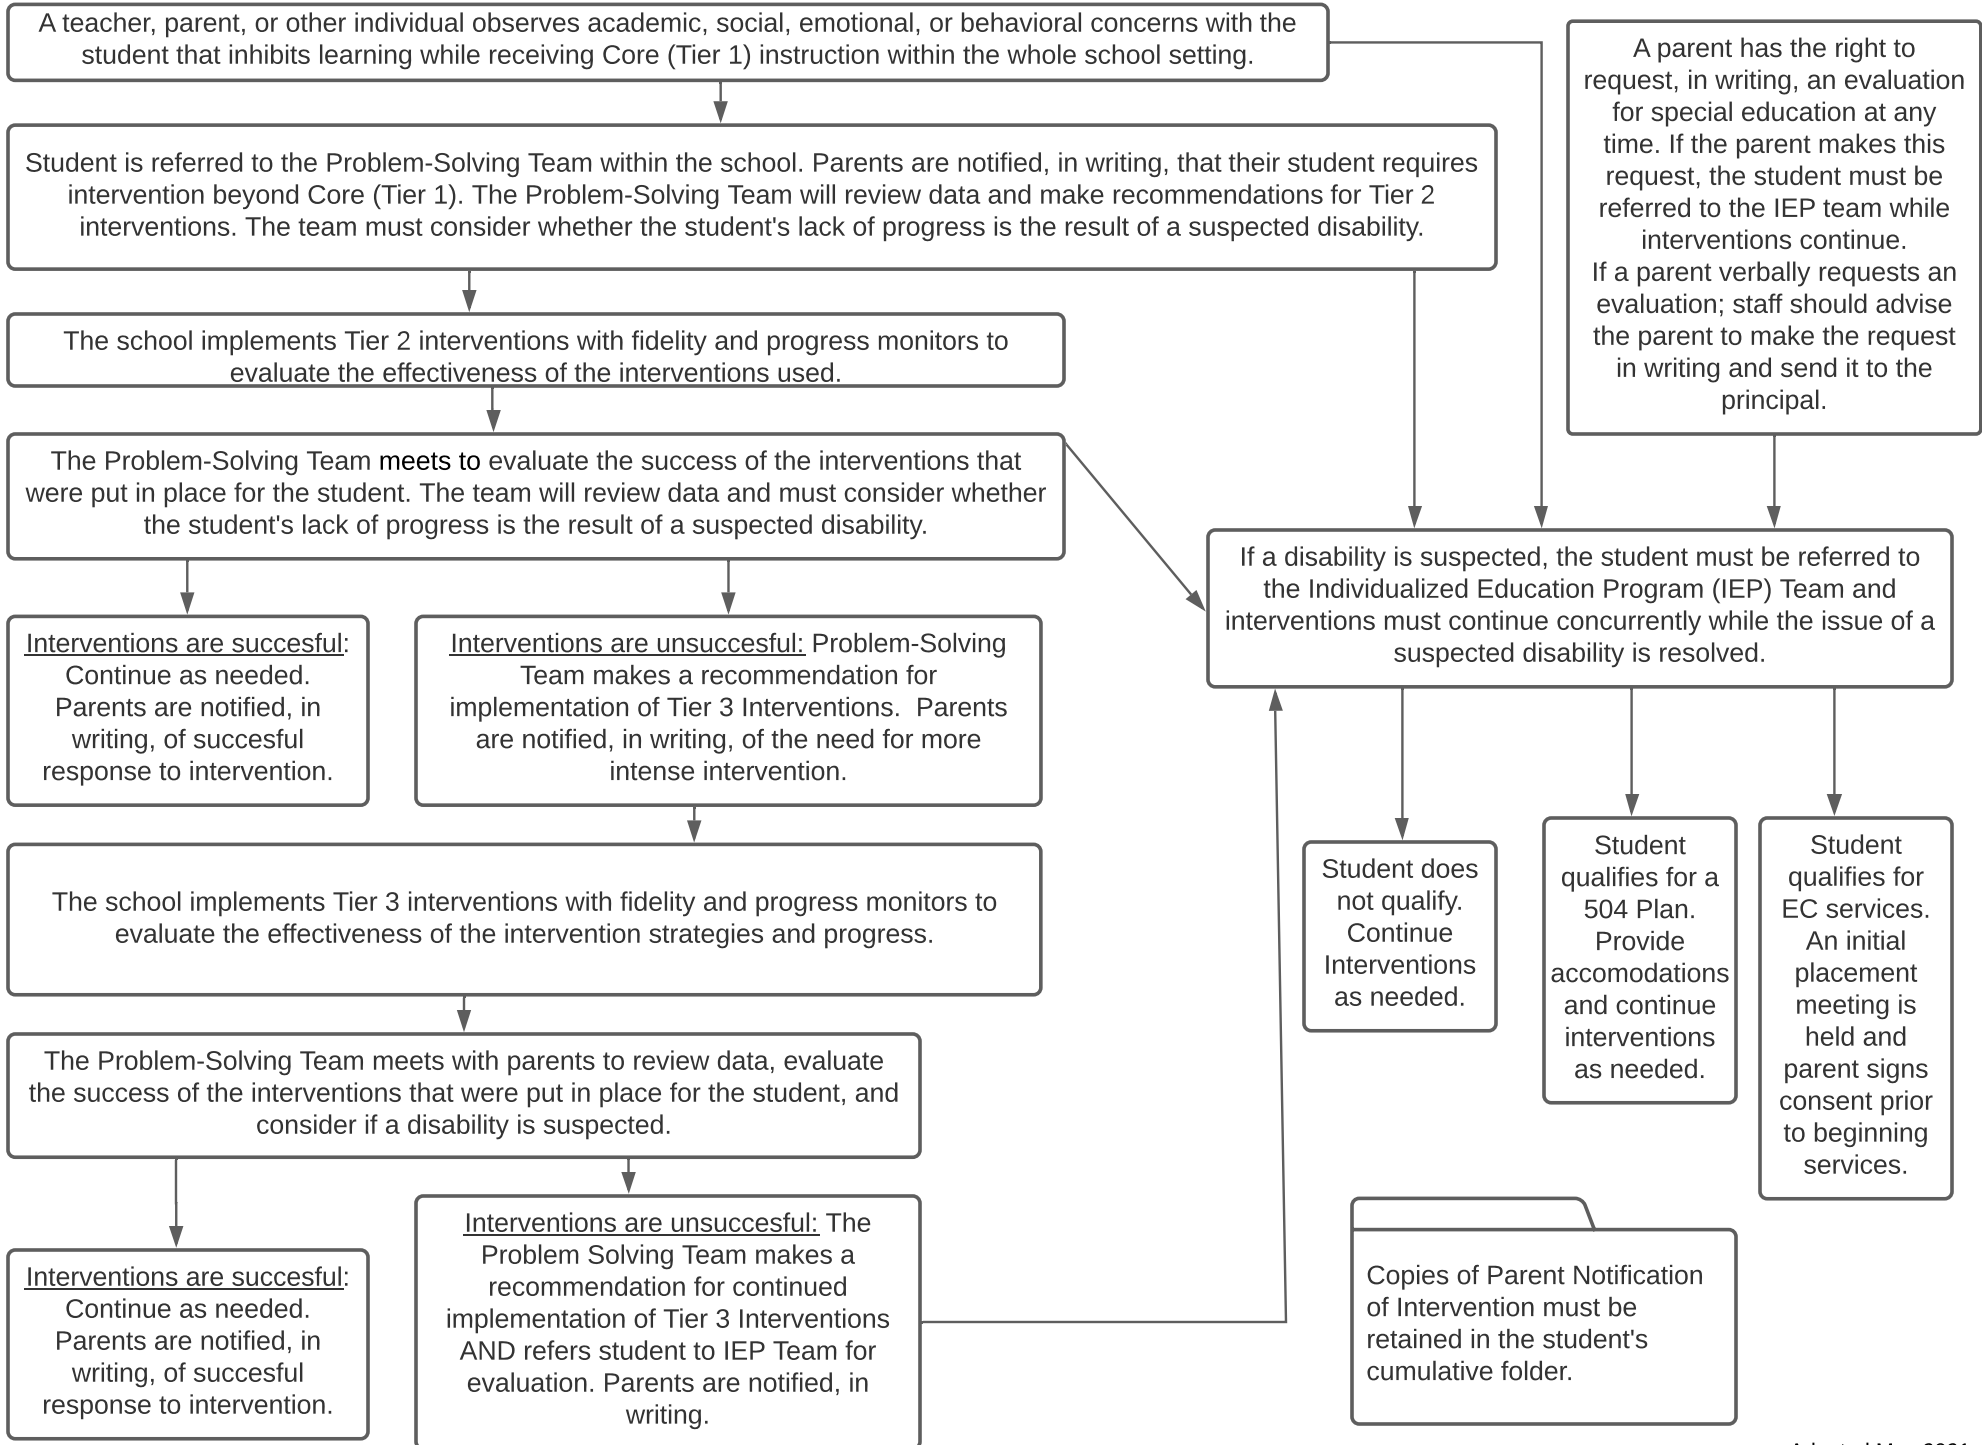 A teacher, parent, or other individual observes academic, social, emotional, or behavioral concerns with the
student that inhibits learning while receiving Core (Tier 1) instruction within the whole school setting.
A parent has the right to
request, in writing, an evaluation
for special education at any
time. If the parent makes this
request, the student must be
referred to the IEP team while
interventions continue.
If a parent verbally requests an
evaluation; staff should advise
the parent to make the request
in writing and send it to the
principal.
Student is referred to the Problem-Solving Team within the school. Parents are notified, in writing, that their student requires
intervention beyond Core (Tier 1). The Problem-Solving Team will review data and make recommendations for Tier 2
interventions. The team must consider whether the student's lack of progress is the result of a suspected disability.
The school implements Tier 2 interventions with fidelity and progress monitors to
evaluate the effectiveness of the interventions used.
The Problem-Solving Team meets to evaluate the success of the interventions that
were put in place for the student. The team will review data and must consider whether
the student's lack of progress is the result of a suspected disability.
If a disability is suspected, the student must be referred to
the Individualized Education Program (IEP) Team and
interventions must continue concurrently while the issue of a
suspected disability is resolved.
Interventions are succesful:
Continue as needed.
Parents are notified, in
writing, of succesful
response to intervention.
Interventions are unsuccesful: Problem-Solving
Team makes a recommendation for
implementation of Tier 3 Interventions.  Parents
are notified, in writing, of the need for more
intense intervention.
The school implements Tier 3 interventions with fidelity and progress monitors to
evaluate the effectiveness of the intervention strategies and progress.
Student does
not qualify.
Continue
Interventions
as needed.
Student
qualifies for a
504 Plan.
Provide
accomodations
and continue
interventions
as needed.
Student
qualifies for
EC services.
An initial
placement
meeting is
held and
parent signs
consent prior
to beginning
services.
The Problem-Solving Team meets with parents to review data, evaluate
the success of the interventions that were put in place for the student, and
consider if a disability is suspected.
Interventions are succesful:
Continue as needed.
Parents are notified, in
writing, of succesful
response to intervention.
Interventions are unsuccesful: The
Problem Solving Team makes a
recommendation for continued
implementation of Tier 3 Interventions
AND refers student to IEP Team for
evaluation. Parents are notified, in
writing.
Copies of Parent Notification
of Intervention must be
retained in the student's
cumulative folder.